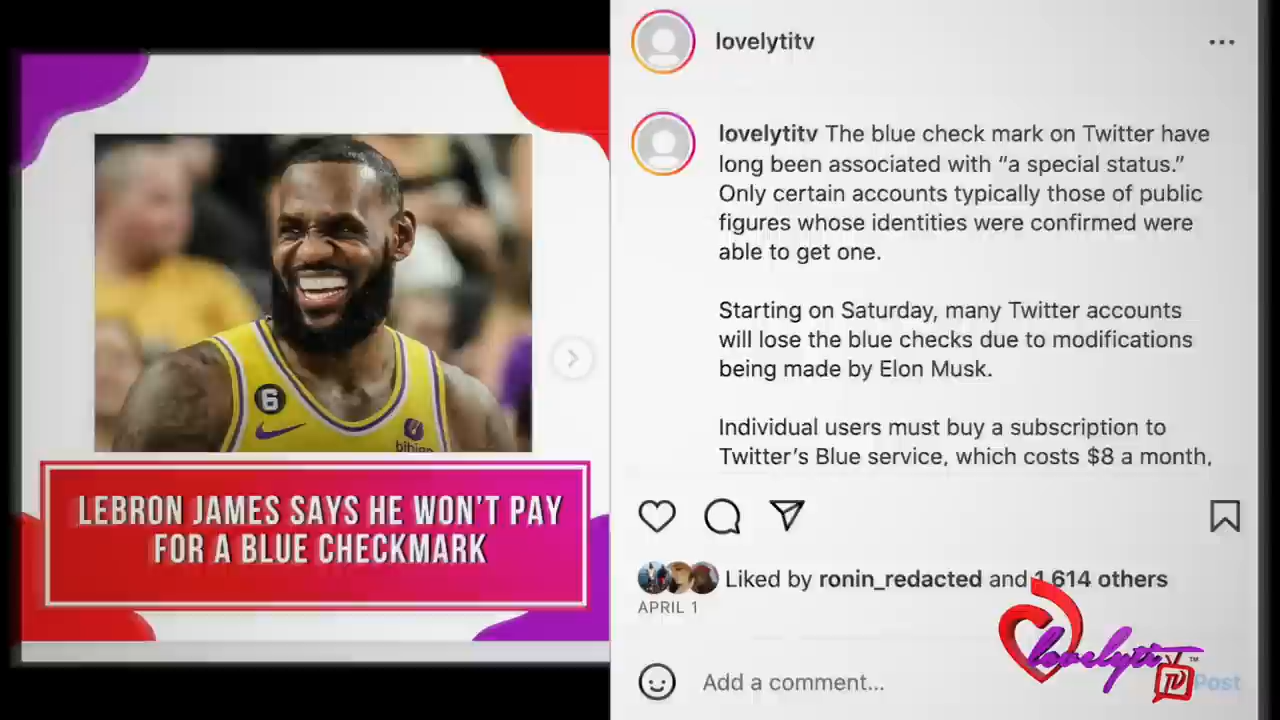 6
bibigo
LEBRON JAMES SAYS HE WON'T PAY
FOR A BLUE CHECKMARK
lovelytitv
lovelytitv The blue check mark on Twitter have
long been associated with “a special status.”
Only certain accounts typically those of public
figures whose identities were confirmed were
able to get one.
Starting on Saturday, many Twitter accounts
will lose the blue checks due to modifications
being made by Elon Musk.
Individual users must buy a subscription to
Twitter’s Blue service, which costs $8 a month,
Liked by ronin_redacted and 1,614 others
APRIL 1
lovelyti TV™
Add a comment...
Post